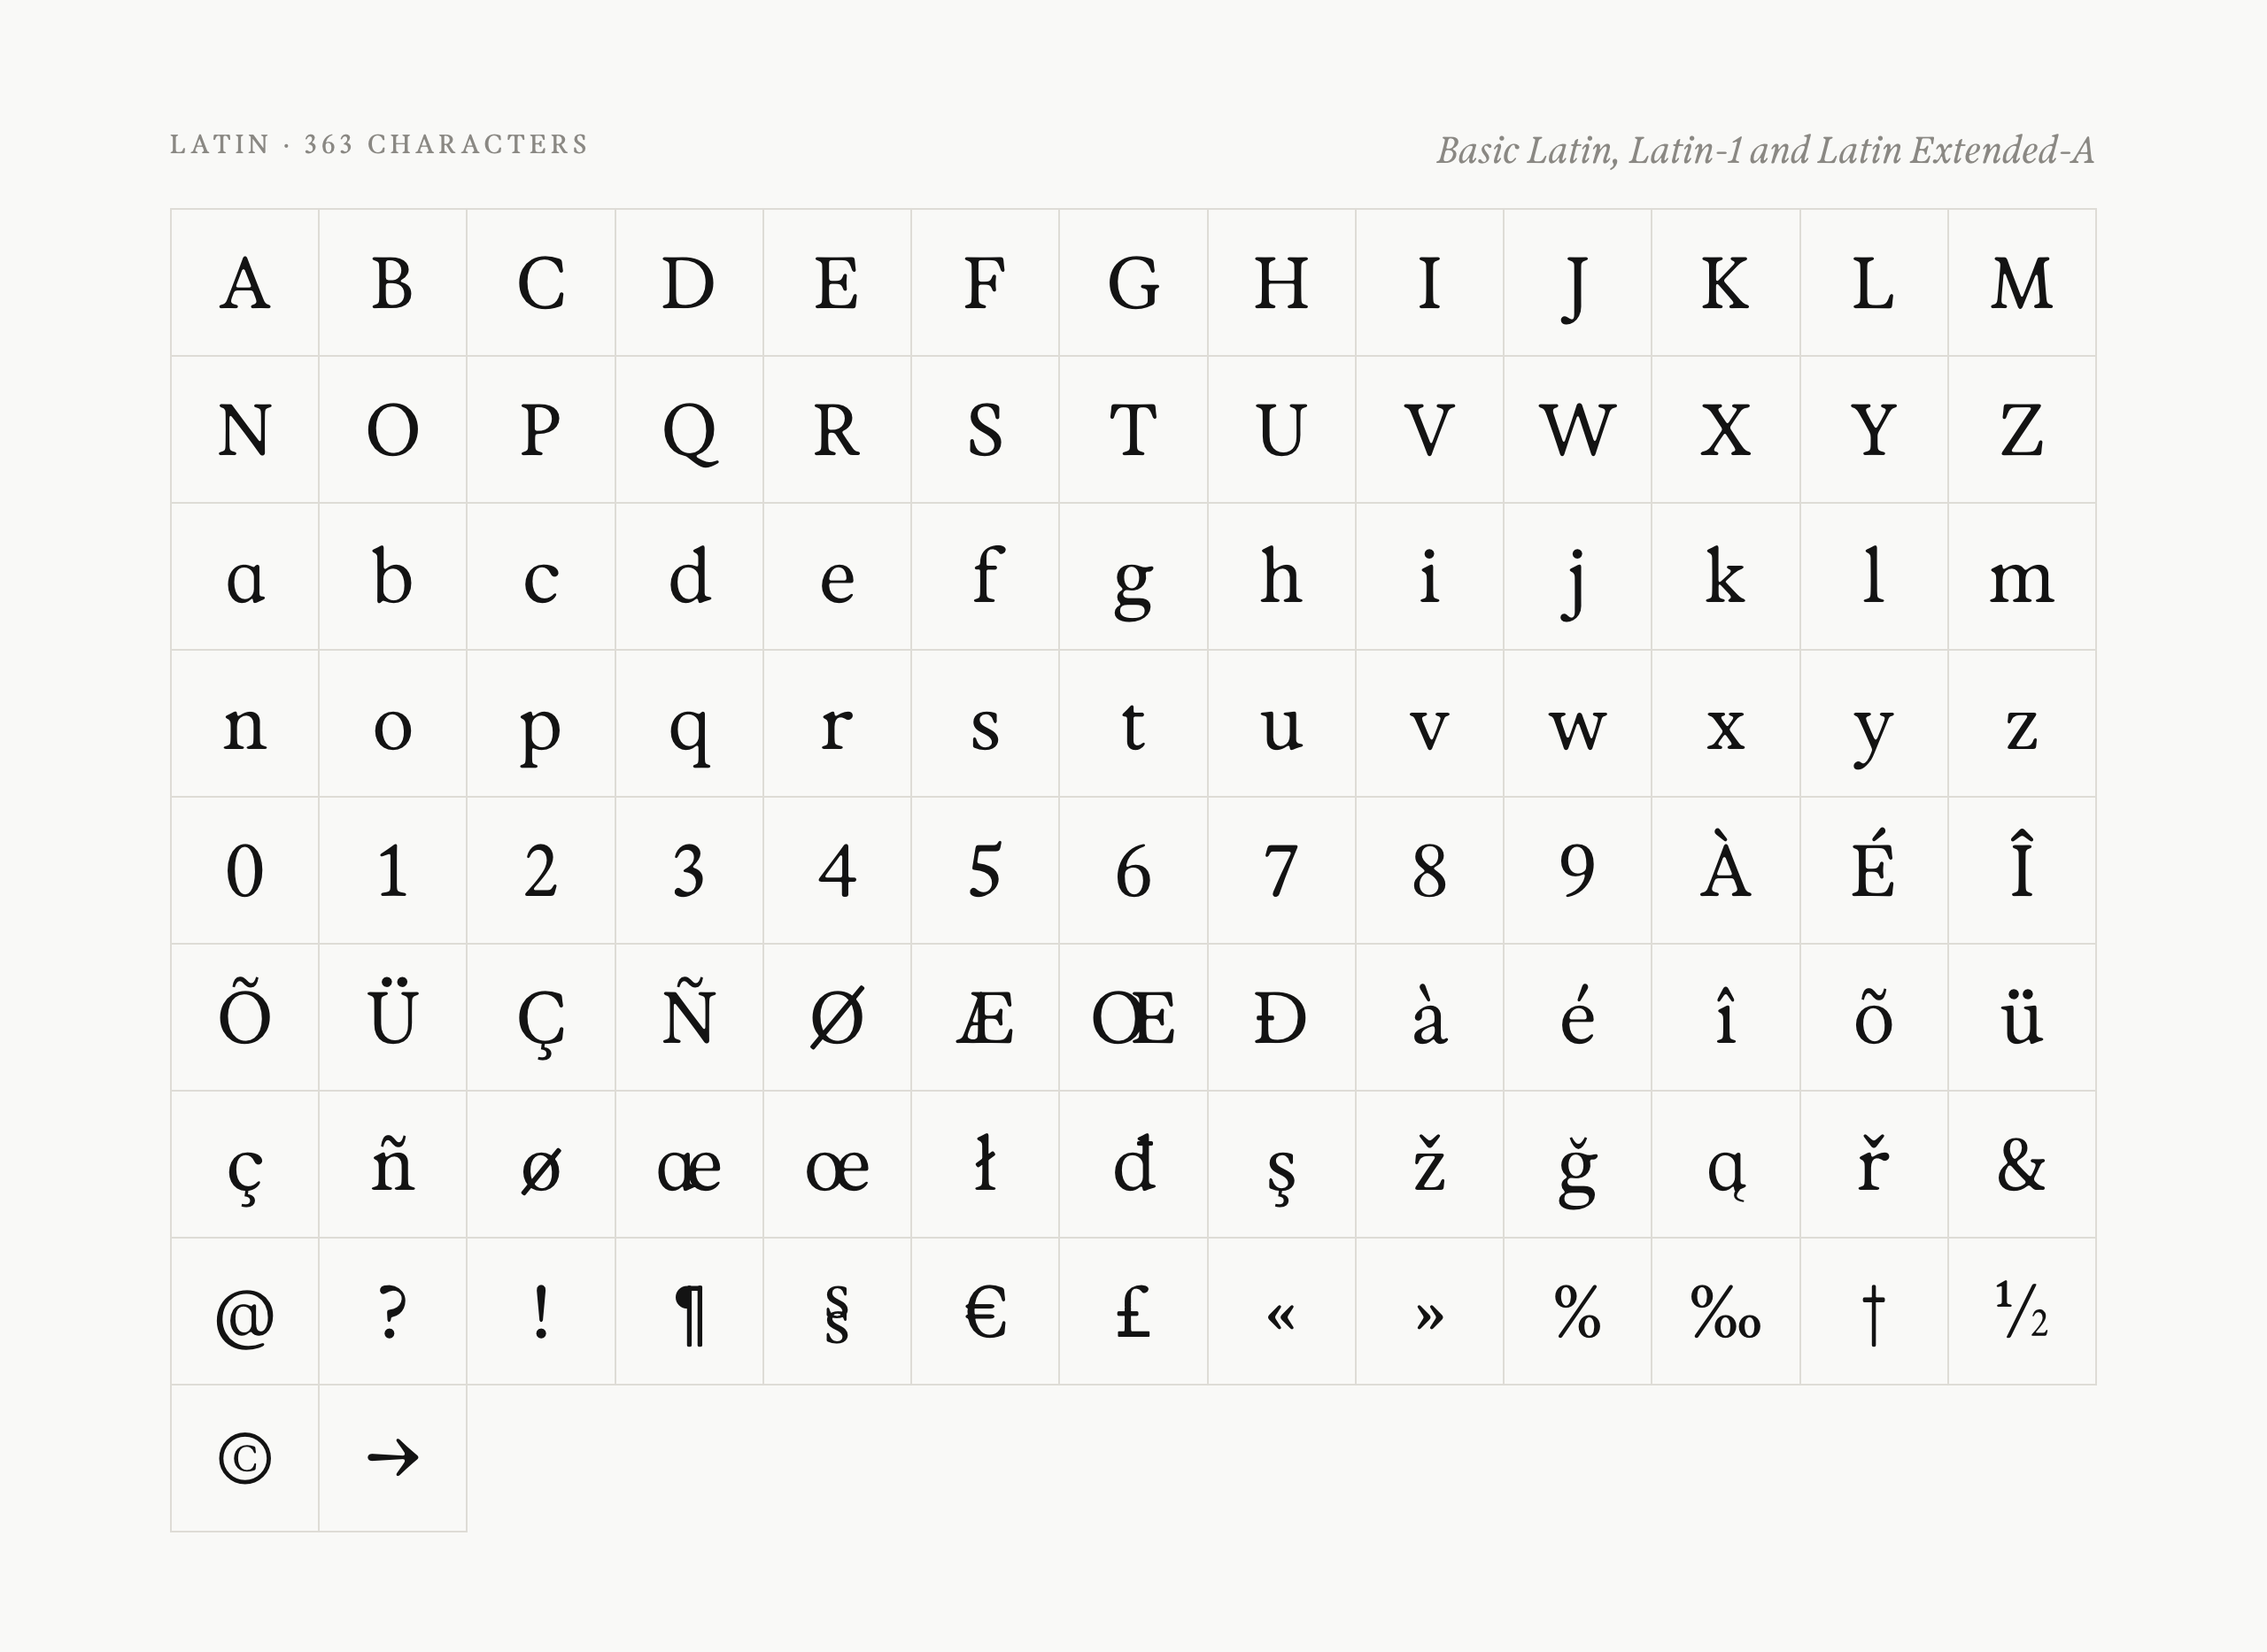 LATIN · 363 CHARACTERS
Basic Latin, Latin-1 and Latin Extended-A
A B C D E F G H I J K L M
N O P Q R S T U V W X Y Z
a b c d e f g h i j k l m
n o p q r s t u v w x y z
0 1 2 3 4 5 6 7 8 9 À É Î
Õ Ü Ç Ñ Ø Æ Œ Đ à é î õ ü
ç ñ ø æ œ ł đ ş ž ğ ą ř &
@ ? ! ¶ § € £ « » % ‰ † ½
© →